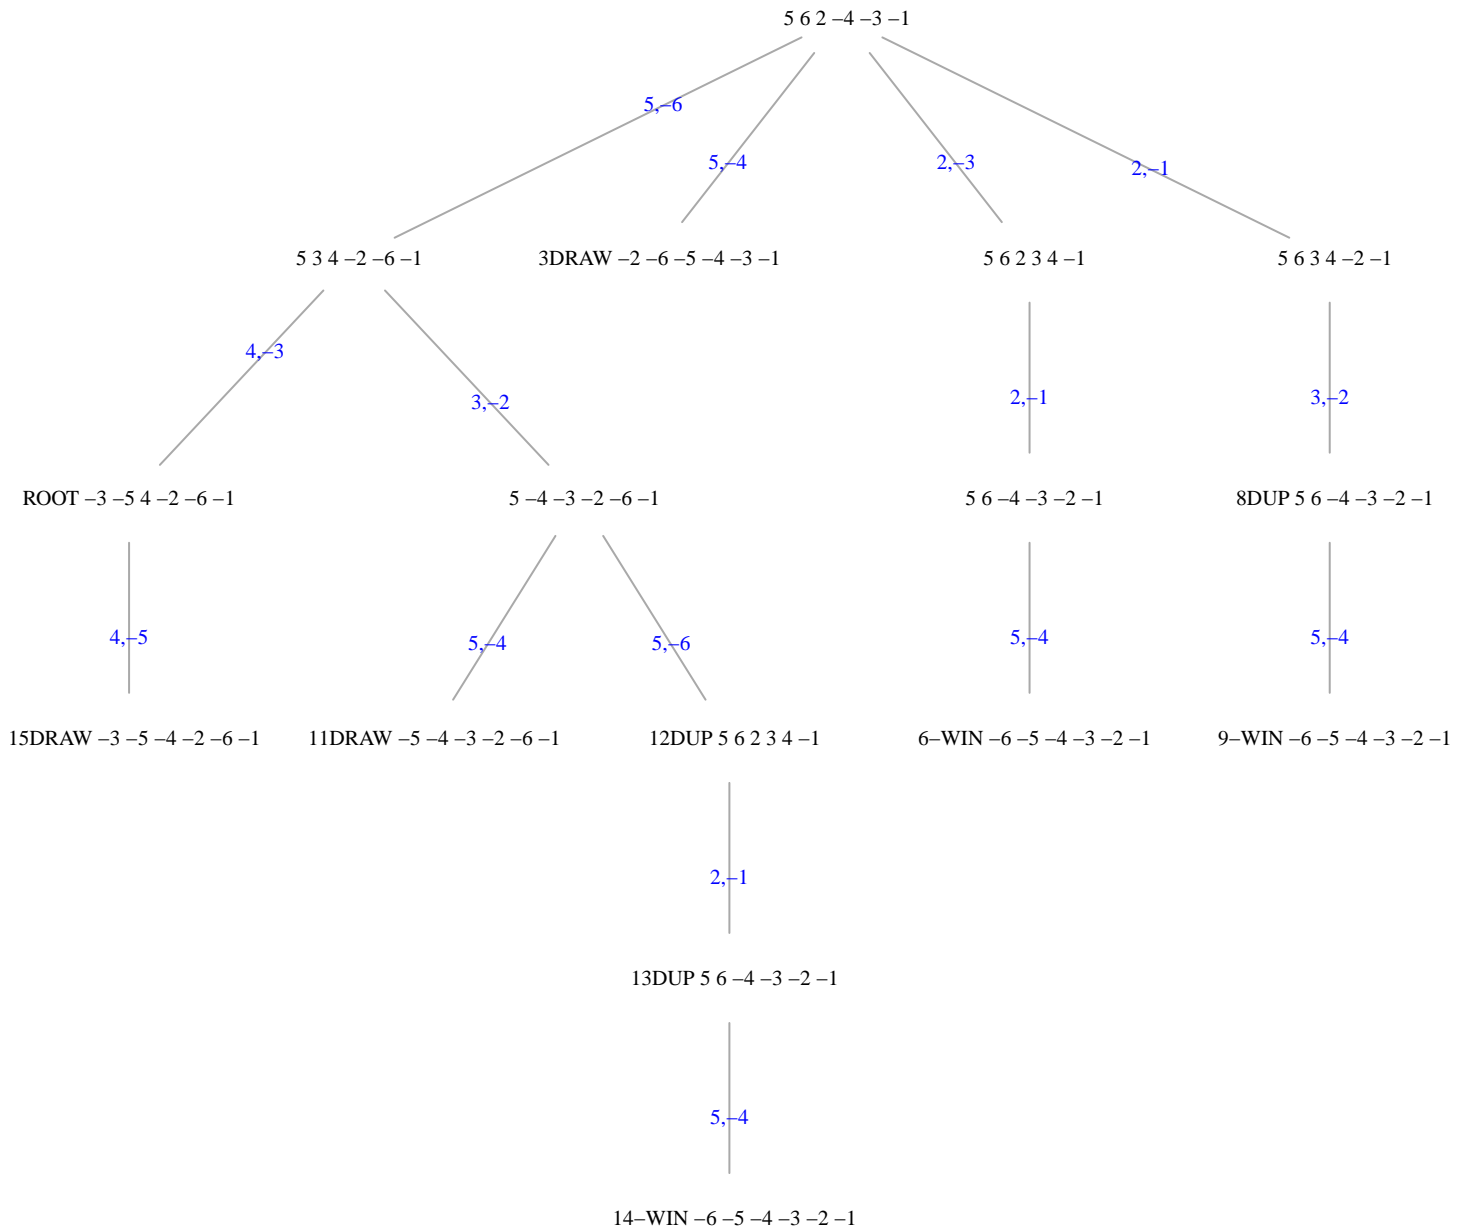 5 6 2 −4 −3 −1
5,−6
5,−4
2,−3
2,−1
5 3 4 −2 −6 −1
3DRAW −2 −6 −5 −4 −3 −1
5 6 2 3 4 −1
5 6 3 4 −2 −1
4,−3
3,−2
2,−1
3,−2
ROOT −3 −5 4 −2 −6 −1
5 −4 −3 −2 −6 −1
5 6 −4 −3 −2 −1
8DUP 5 6 −4 −3 −2 −1
4,−5
5,−4
5,−6
5,−4
5,−4
15DRAW −3 −5 −4 −2 −6 −1
11DRAW −5 −4 −3 −2 −6 −1
12DUP 5 6 2 3 4 −1
6−WIN −6 −5 −4 −3 −2 −1
9−WIN −6 −5 −4 −3 −2 −1
2,−1
13DUP 5 6 −4 −3 −2 −1
5,−4
14−WIN −6 −5 −4 −3 −2 −1